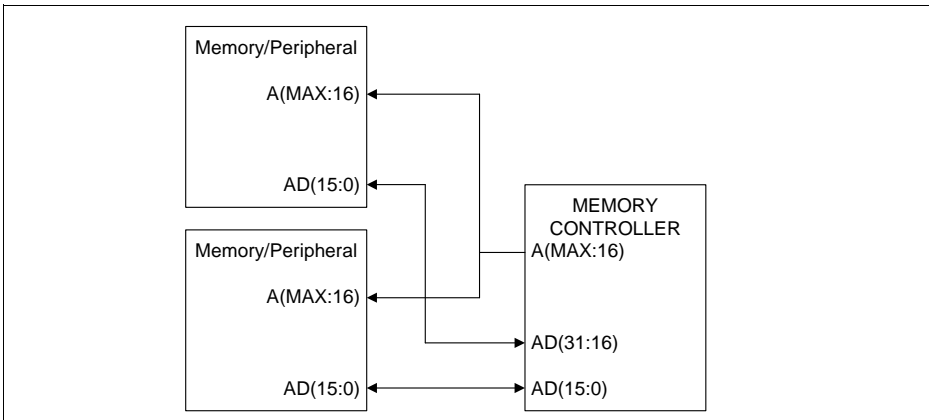 Memory/Peripheral
A(MAX:16)
AD(15:0)
Memory/Peripheral
A(MAX:16)
AD(15:0)
MEMORY
CONTROLLER
A(MAX:16)
AD(31:16)
AD(15:0)